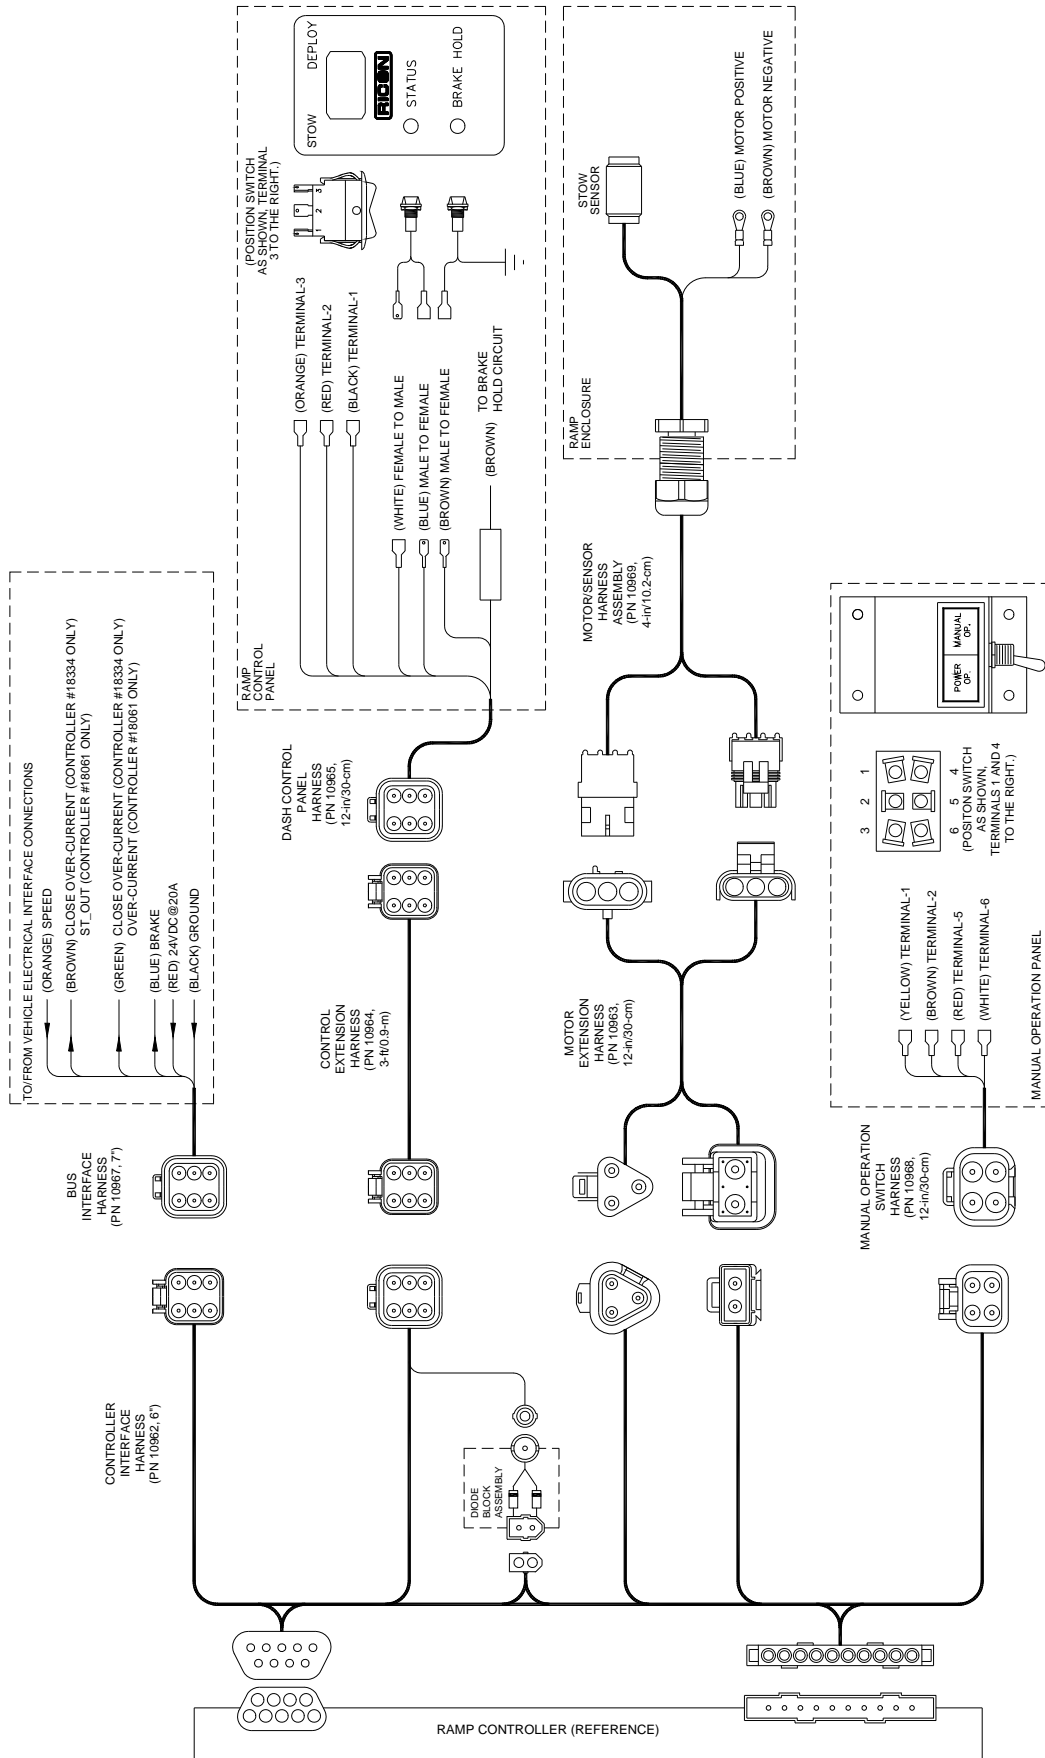 TO/FROM VEHICLE ELECTRICAL INTERFACE CONNECTIONS
(ORANGE) SPEED
(BROWN) CLOSE OVER-CURRENT (CONTROLLER #18334 ONLY)
ST_OUT (CONTROLLER #18061 ONLY)
(GREEN) CLOSE OVER-CURRENT (CONTROLLER #18334 ONLY)
OVER-CURRENT (CONTROLLER #18061 ONLY)
(BLUE) BRAKE
(RED) 24VDC@20A
(BLACK) GROUND
BUS
INTERFACE
HARNESS
(PN 10967, 7")
CONTROLLER
INTERFACE
HARNESS
(PN 10962, 6")
STOW
DEPLOY
RICON
STATUS
BRAKE HOLD
(POSITION SWITCH
AS SHOWN, TERMINAL
3 TO THE RIGHT.)
1
2
3
(ORANGE) TERMINAL-3
(RED) TERMINAL-2
(BLACK) TERMINAL-1
(WHITE) FEMALE TO MALE
(BLUE) MALE TO FEMALE
(BROWN) MALE TO FEMALE
(BROWN)
TO BRAKE
HOLD CIRCUIT
RAMP
CONTROL
PANEL
DASH CONTROL
PANEL
HARNESS
(PN 10965,
12-in/30-cm)
CONTROL
EXTENSION
HARNESS
(PN 10964,
3-ft/0.9-m)
DIODE
BLOCK
ASSEMBLY
STOW
SENSOR
(BLUE) MOTOR POSITIVE
(BROWN) MOTOR NEGATIVE
RAMP
ENCLOSURE
MOTOR/SENSOR
HARNESS
ASSEMBLY
(PN 10969,
4-in/10.2-cm)
MOTOR
EXTENSION
HARNESS
(PN 10963,
12-in/30-cm)
POWER
OP.
MANUAL
OP.
3
2
1
6
5
4
(POSITON SWITCH
AS SHOWN,
TERMINALS 1 AND 4
TO THE RIGHT.)
(YELLOW) TERMINAL-1
(BROWN) TERMINAL-2
(RED) TERMINAL-5
(WHITE) TERMINAL-6
MANUAL OPERATION PANEL
MANUAL OPERATION
SWITCH
HARNESS
(PN 10968,
12-in/30-cm)
RAMP CONTROLLER (REFERENCE)